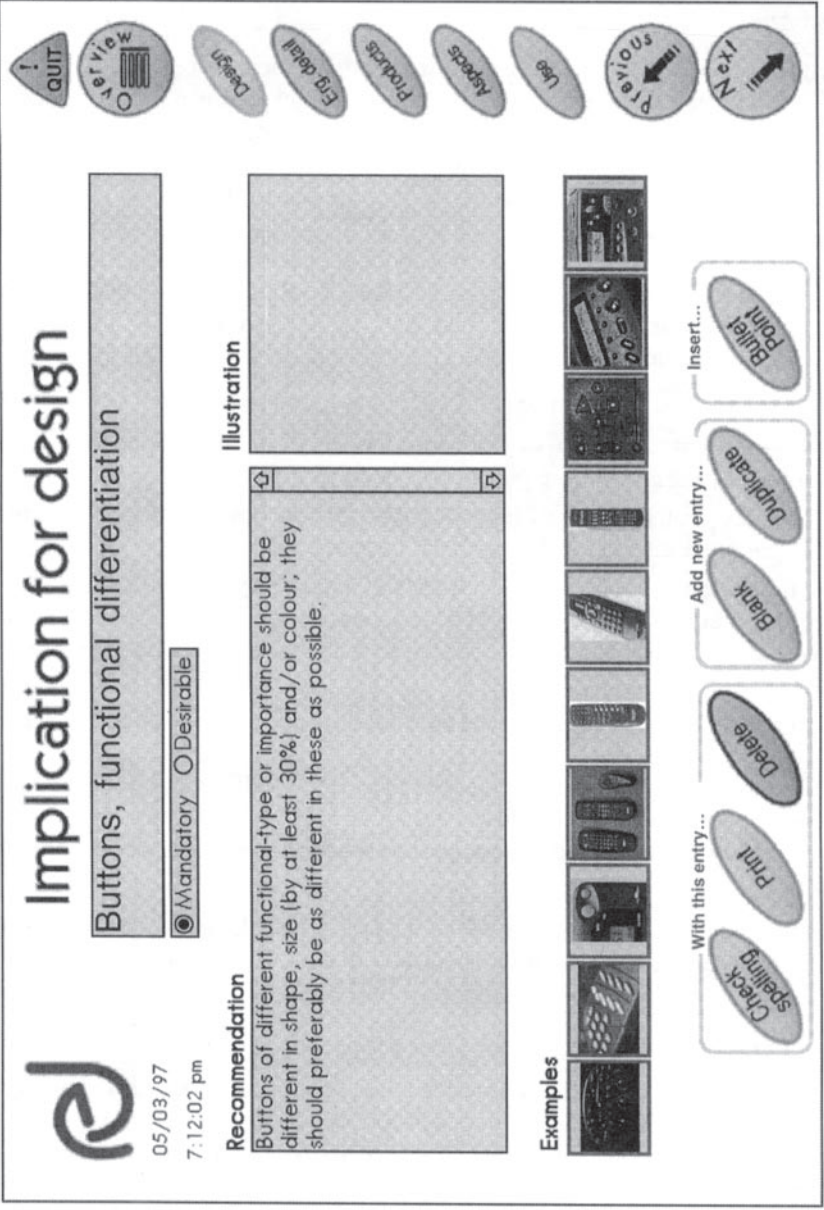 Implication for design
Buttons, functional differentiation
Mandatory Desirable
05/03/97
7:12:02 pm
Recommendation
Buttons of different functional-type or importance should be
different in shape, size (by at least 30%) and/or colour; they
should preferably be as different in these as possible.
Illustration
Examples
With this entry...
Check
spelling
Print
Delete
Add new entry...
Blank
Duplicate
Insert...
Bullet
Point
! QUIT
Overview
Design
Erg. detail
Products
Aspects
Use
Previous
Next